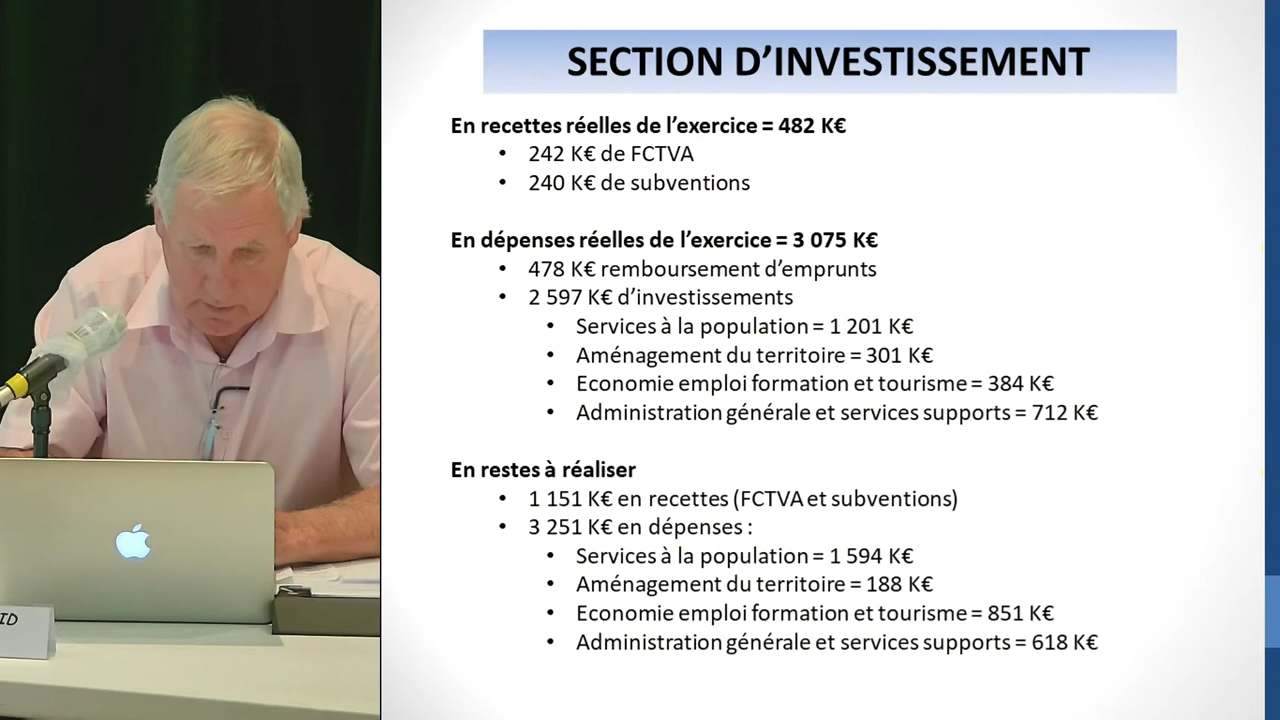 SECTION D’INVESTISSEMENT
En recettes réelles de l’exercice = 482 K€
• 242 K€ de FCTVA
• 240 K€ de subventions
En dépenses réelles de l’exercice = 3 075 K€
• 478 K€ remboursement d’emprunts
• 2 597 K€ d’investissements
• Services à la population = 1 201 K€
• Aménagement du territoire = 301 K€
• Economie emploi formation et tourisme = 384 K€
• Administration générale et services supports = 712 K€
En restes à réaliser
• 1 151 K€ en recettes (FCTVA et subventions)
• 3 251 K€ en dépenses :
• Services à la population = 1 594 K€
• Aménagement du territoire = 188 K€
• Economie emploi formation et tourisme = 851 K€
• Administration générale et services supports = 618 K€